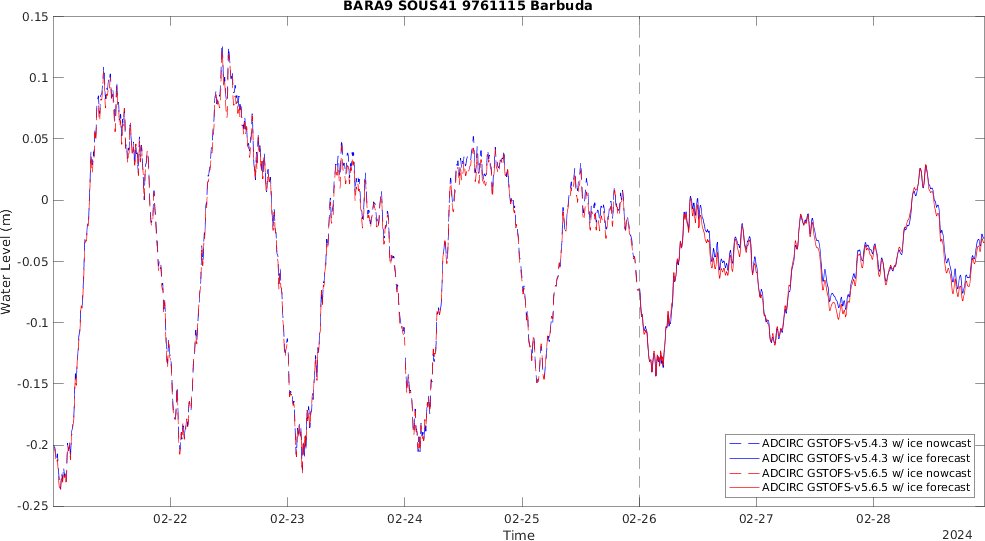 BARA9 SOUS41 9761115 Barbuda
0.15
0.1
0.05
0
-0.05
-0.1
-0.15
-0.2
-0.25
Water Level (m)
02-22 02-23 02-24 02-25 02-26 02-27 02-28
Time
2024
ADCIRC GSTOFS-v5.4.3 w/ ice nowcast
ADCIRC GSTOFS-v5.4.3 w/ ice forecast
ADCIRC GSTOFS-v5.6.5 w/ ice nowcast
ADCIRC GSTOFS-v5.6.5 w/ ice forecast